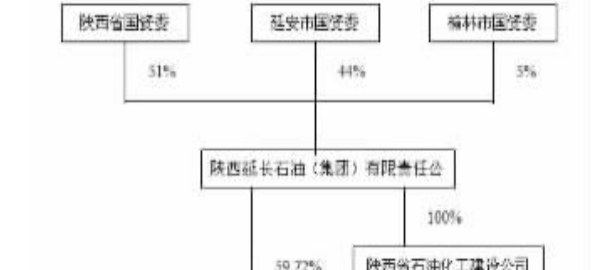 陕西省国资委 延安市国资委 榆林市国资委
51% 44% 5%
陕西延长石油（集团）有限责任公
100%
59.72% 陕西省石油化工建设公司